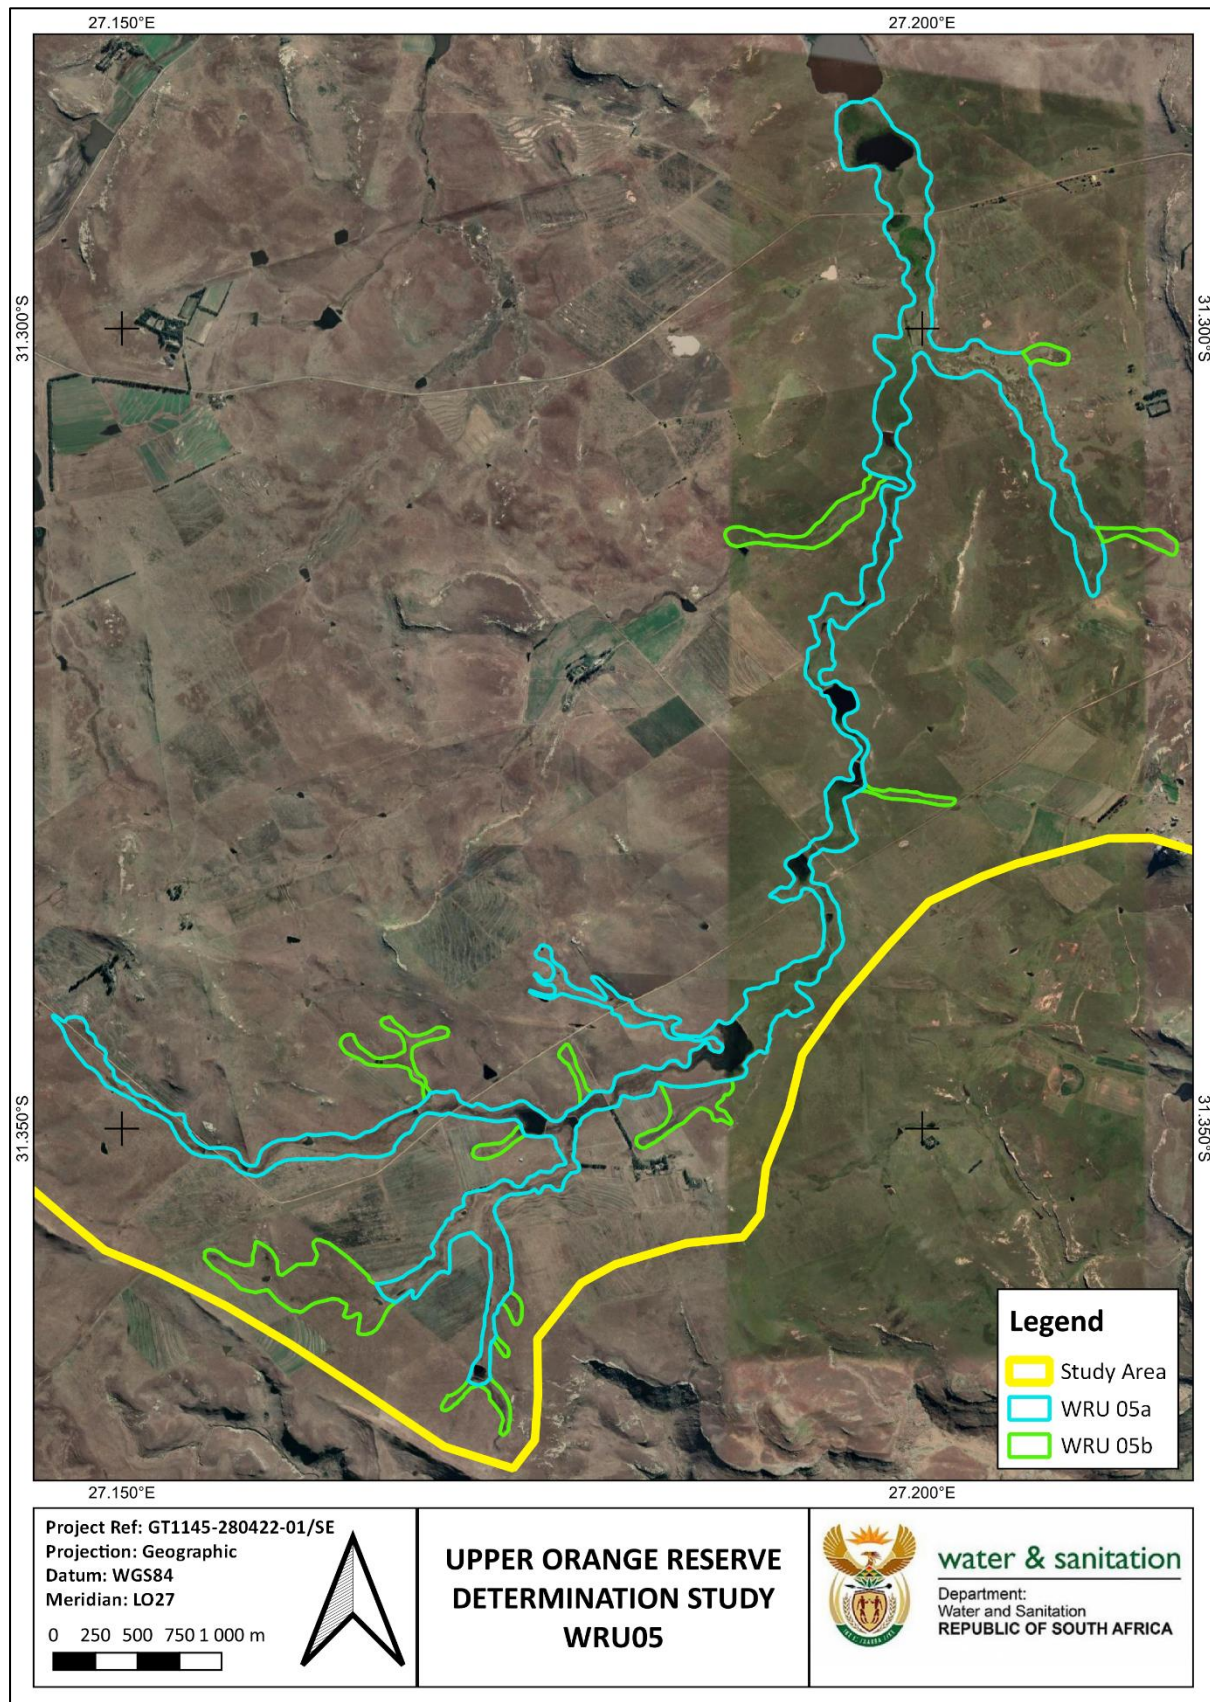 27.150°E 27.200°E
31.300°S 31.300°S
31.350°S 31.350°S
Legend
Study Area
WRU 05a
WRU 05b
27.150°E 27.200°E
Project Ref: GT1145-280422-01/SE
Projection: Geographic
Datum: WGS84
Meridian: LO27
0 250 500 750 1 000 m
UPPER ORANGE RESERVE
DETERMINATION STUDY
WRU05
water & sanitation
Department:
Water and Sanitation
REPUBLIC OF SOUTH AFRICA